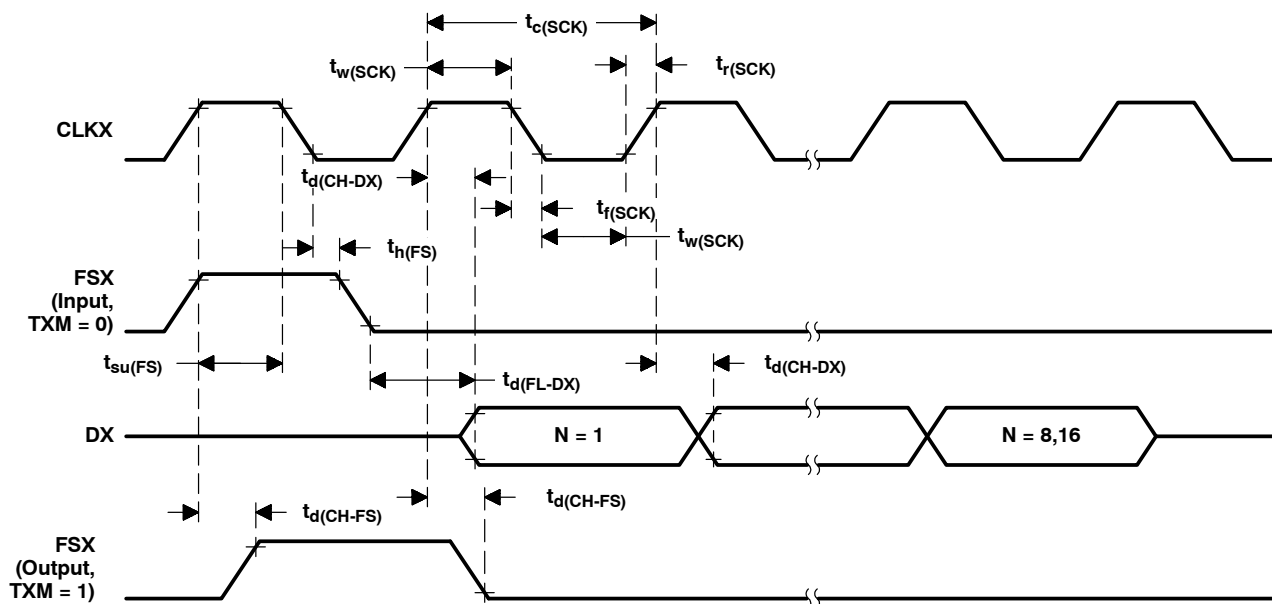 tc(SCK)
tw(SCK)
tr(SCK)
CLKX
td(CH-DX)
tf(SCK)
th(FS)
tw(SCK)
FSX
(Input,
TXM = 0)
tsu(FS)
td(CH-DX)
td(FL-DX)
DX
N = 1
N = 8,16
td(CH-FS)
td(CH-FS)
FSX
(Output,
TXM = 1)